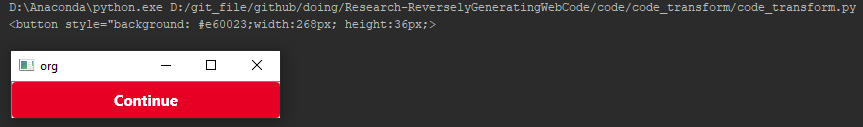 D:\Anaconda\python.exe D:/git_file/github/doing/Research-ReverselyGeneratingWebCode/code/code_transform/code_transform.py
<button style="background: #e60023;width:268px; height:36px;>
org
Continue